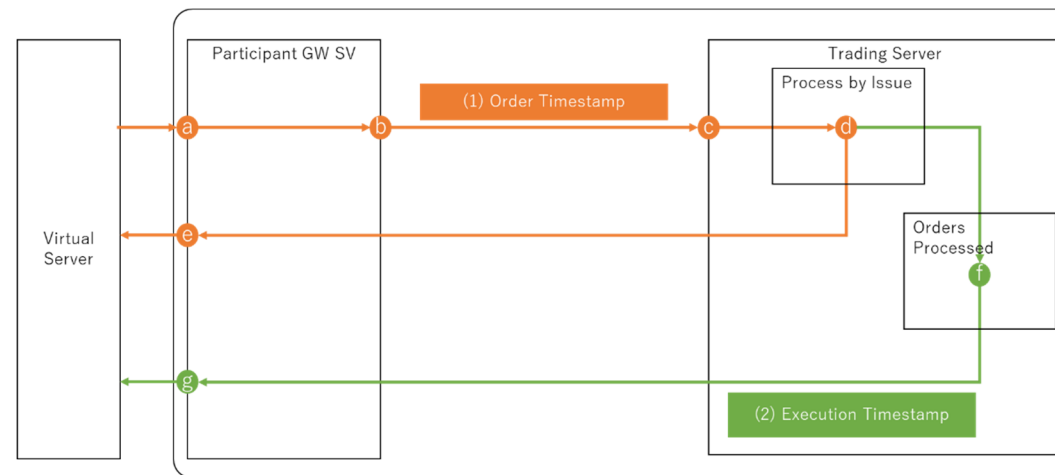 Participant GW SV
Trading Server
Process by Issue
(1) Order Timestamp
a
b
c
d
e
Virtual
Server
Orders
Processed
f
g
(2) Execution Timestamp